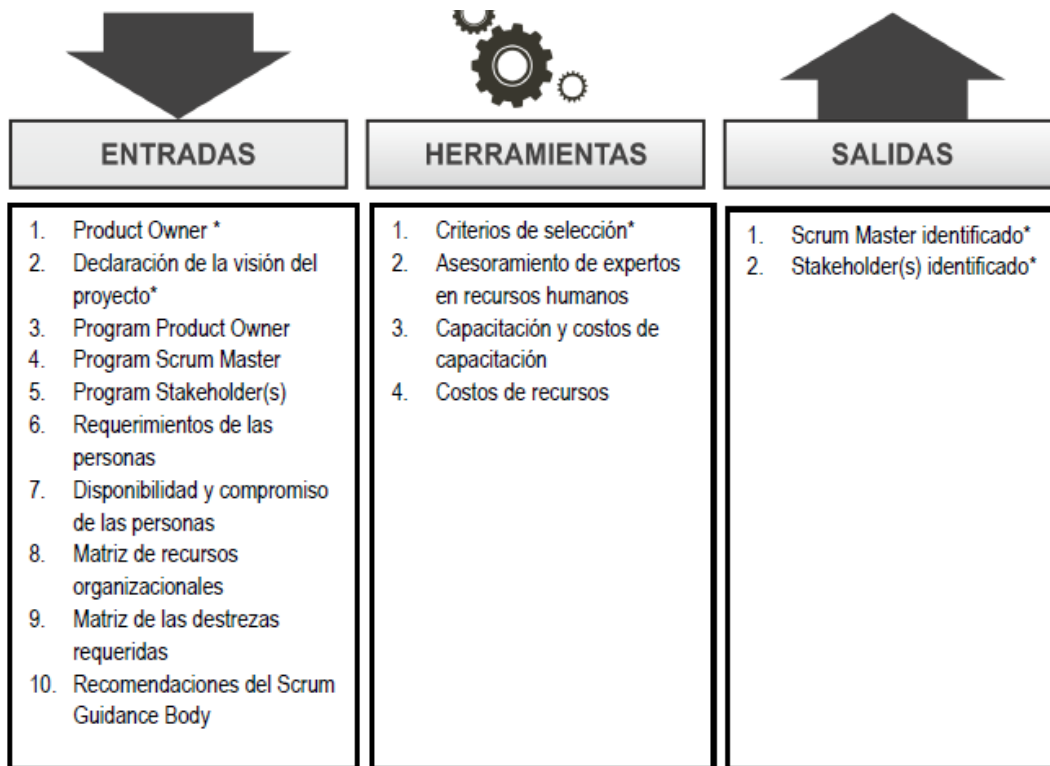 ENTRADAS
1. Product Owner *
2. Declaración de la visión del
proyecto*
3. Program Product Owner
4. Program Scrum Master
5. Program Stakeholder(s)
6. Requerimientos de las
personas
7. Disponibilidad y compromiso
de las personas
8. Matriz de recursos
organizacionales
9. Matriz de las destrezas
requeridas
10. Recomendaciones del Scrum
Guidance Body
HERRAMIENTAS
1. Criterios de selección*
2. Asesoramiento de expertos
en recursos humanos
3. Capacitación y costos de
capacitación
4. Costos de recursos
SALIDAS
1. Scrum Master identificado*
2. Stakeholder(s) identificado*